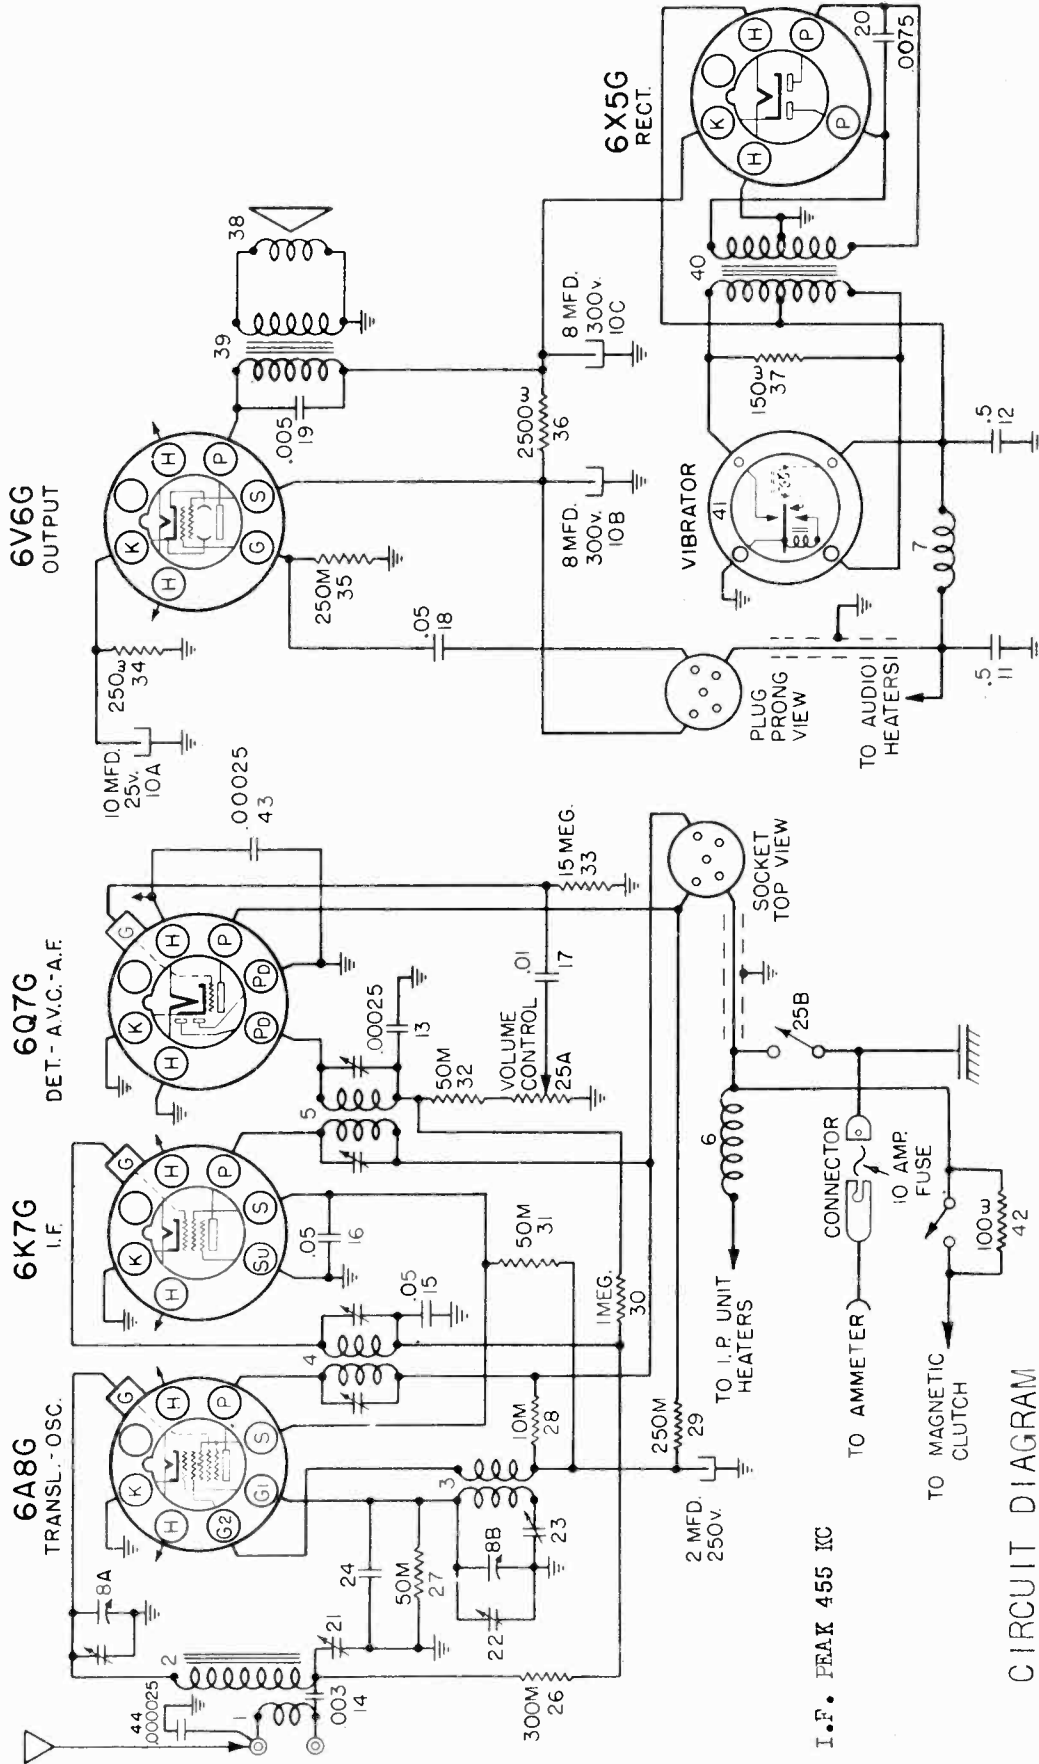 6A8G
TRANSL.-OSC.
6K7G
I.F.
6Q7G
DET.-A.V.C.-A.F.
6V6G
OUTPUT
6X5G
RECT.
44
.000025
1
2
8A
K
H
G
H
P
S
G1
G2
.003
14
21
24
50M
27
22
8B
23
3
300M
26
10M
28
4
.05
15
K
H
G
H
P
S
SU
.05
16
50M
31
1 MEG.
30
5
K
H
G
H
P
PD
PD
.00025
43
.00025
13
50M
32
VOLUME
CONTROL
25A
.01
17
15 MEG.
33
250M
29
2 MFD.
250V.
SOCKET
TOP VIEW
6
25B
TO I.P. UNIT
HEATERS
CONNECTOR
10 AMP.
FUSE
TO AMMETER
100ω
42
TO MAGNETIC
CLUTCH
10 MFD.
25V.
10A
250ω
34
K
H
H
P
S
G
250M
35
.05
18
.005
19
39
38
2500ω
36
8 MFD.
300V.
10B
8 MFD.
300V.
10C
PLUG
PRONG
VIEW
TO AUDIO
HEATERS
.5
11
7
.5
12
VIBRATOR
41
150ω
37
40
K
H
H
P
P
20
.0075
I.F. PEAK 455 KC
CIRCUIT DIAGRAM